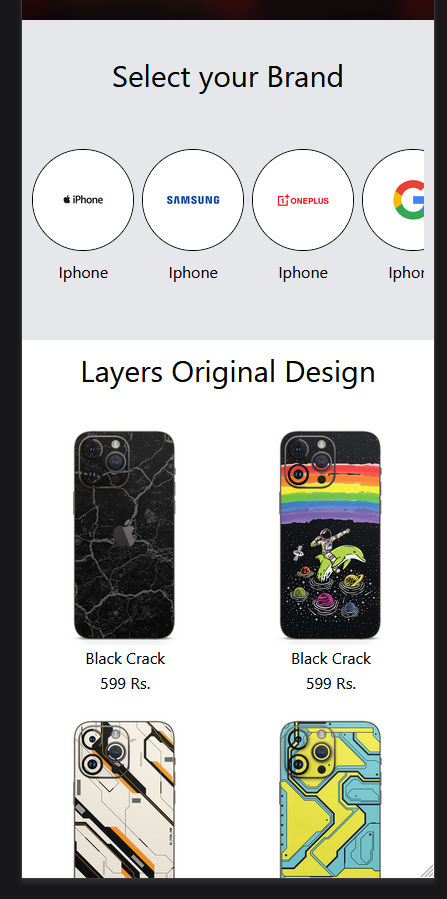 Select your Brand
iPhone
SAMSUNG
ONEPLUS
Iphone
Iphone
Iphone
Iphon
Layers Original Design
Black Crack
Black Crack
599 Rs.
599 Rs.